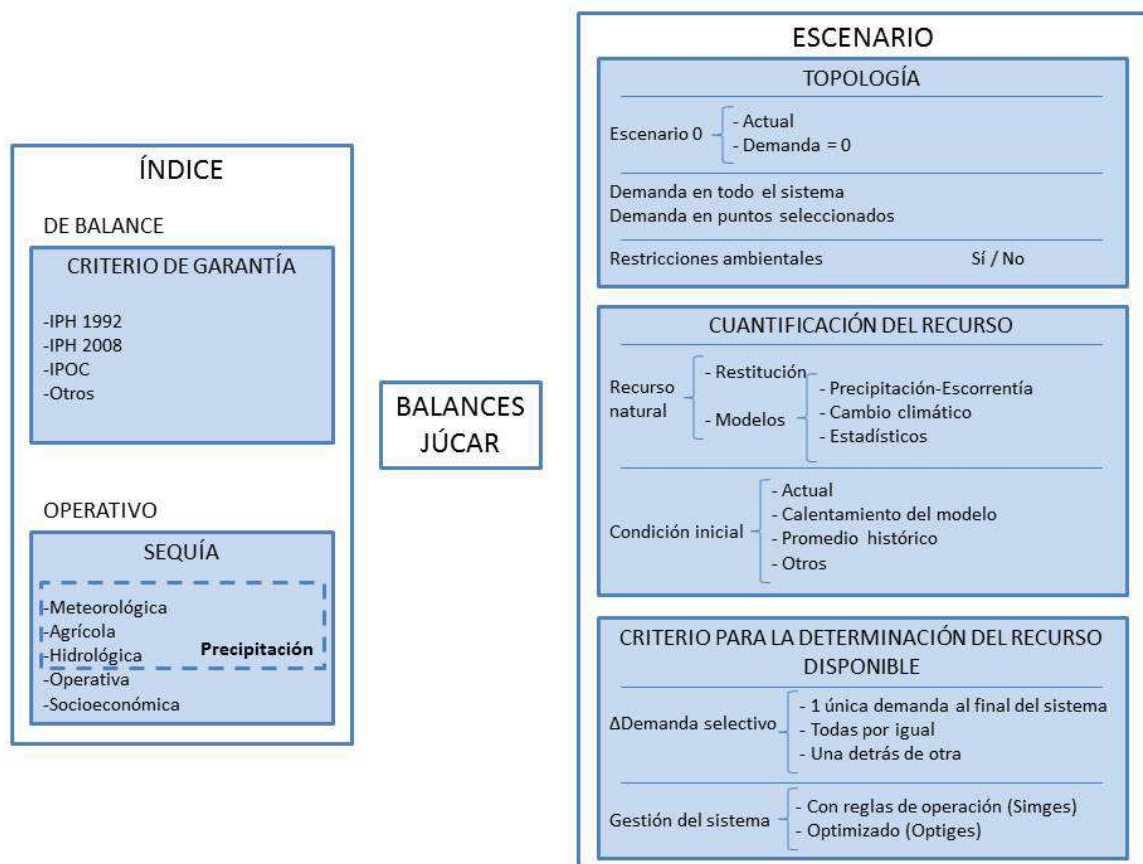 ÍNDICE
DE BALANCE
CRITERIO DE GARANTÍA
-IPH 1992
-IPH 2008
-IPOC
-Otros
OPERATIVO
SEQUÍA
-Meteorológica
-Agrícola
-Hidrológica
Precipitación
-Operativa
-Socioeconómica
BALANCES
JÚCAR
ESCENARIO
TOPOLOGÍA
Escenario 0
- Actual
- Demanda = 0
Demanda en todo el sistema
Demanda en puntos seleccionados
Restricciones ambientales Sí / No
CUANTIFICACIÓN DEL RECURSO
Recurso
natural
- Restitución
- Modelos
- Precipitación-Escorrentía
- Cambio climático
- Estadísticos
Condición inicial
- Actual
- Calentamiento del modelo
- Promedio histórico
- Otros
CRITERIO PARA LA DETERMINACIÓN DEL RECURSO
DISPONIBLE
ΔDemanda selectivo
- 1 única demanda al final del sistema
- Todas por igual
- Una detrás de otra
Gestión del sistema
- Con reglas de operación (Simges)
- Optimizado (Optiges)